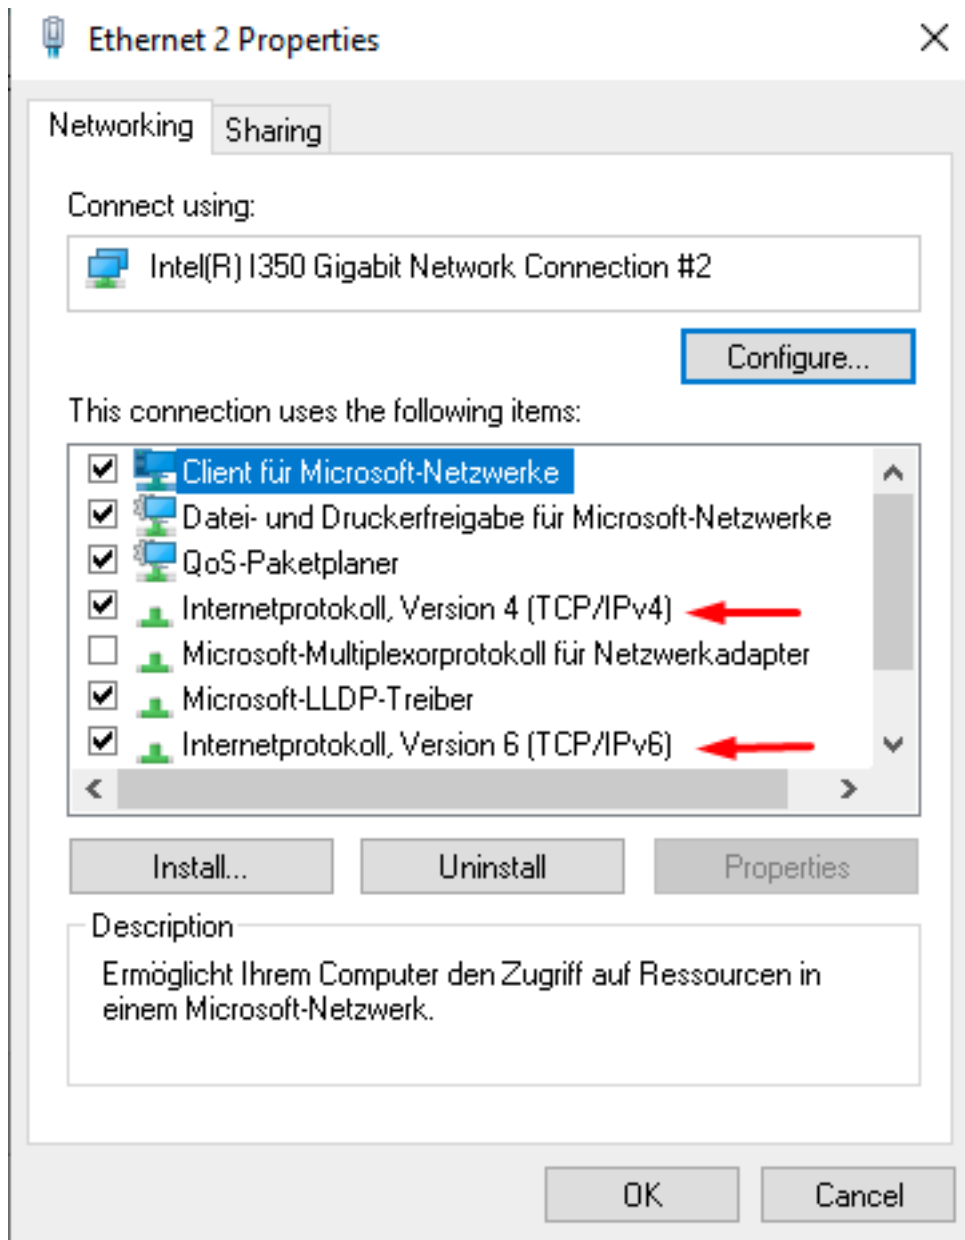 Ethernet 2 Properties
Networking
Sharing
Connect using:
Intel(R) I350 Gigabit Network Connection #2
Configure...
This connection uses the following items:
Client für Microsoft-Netzwerke
Datei- und Druckerfreigabe für Microsoft-Netzwerke
QoS-Paketplaner
Internetprotokoll, Version 4 (TCP/IPv4)
Microsoft-Multiplexorprotokoll für Netzwerkadapter
Microsoft-LLDP-Treiber
Internetprotokoll, Version 6 (TCP/IPv6)
Install...
Uninstall
Properties
Description
Ermöglicht Ihrem Computer den Zugriff auf Ressourcen in
einem Microsoft-Netzwerk.
OK
Cancel